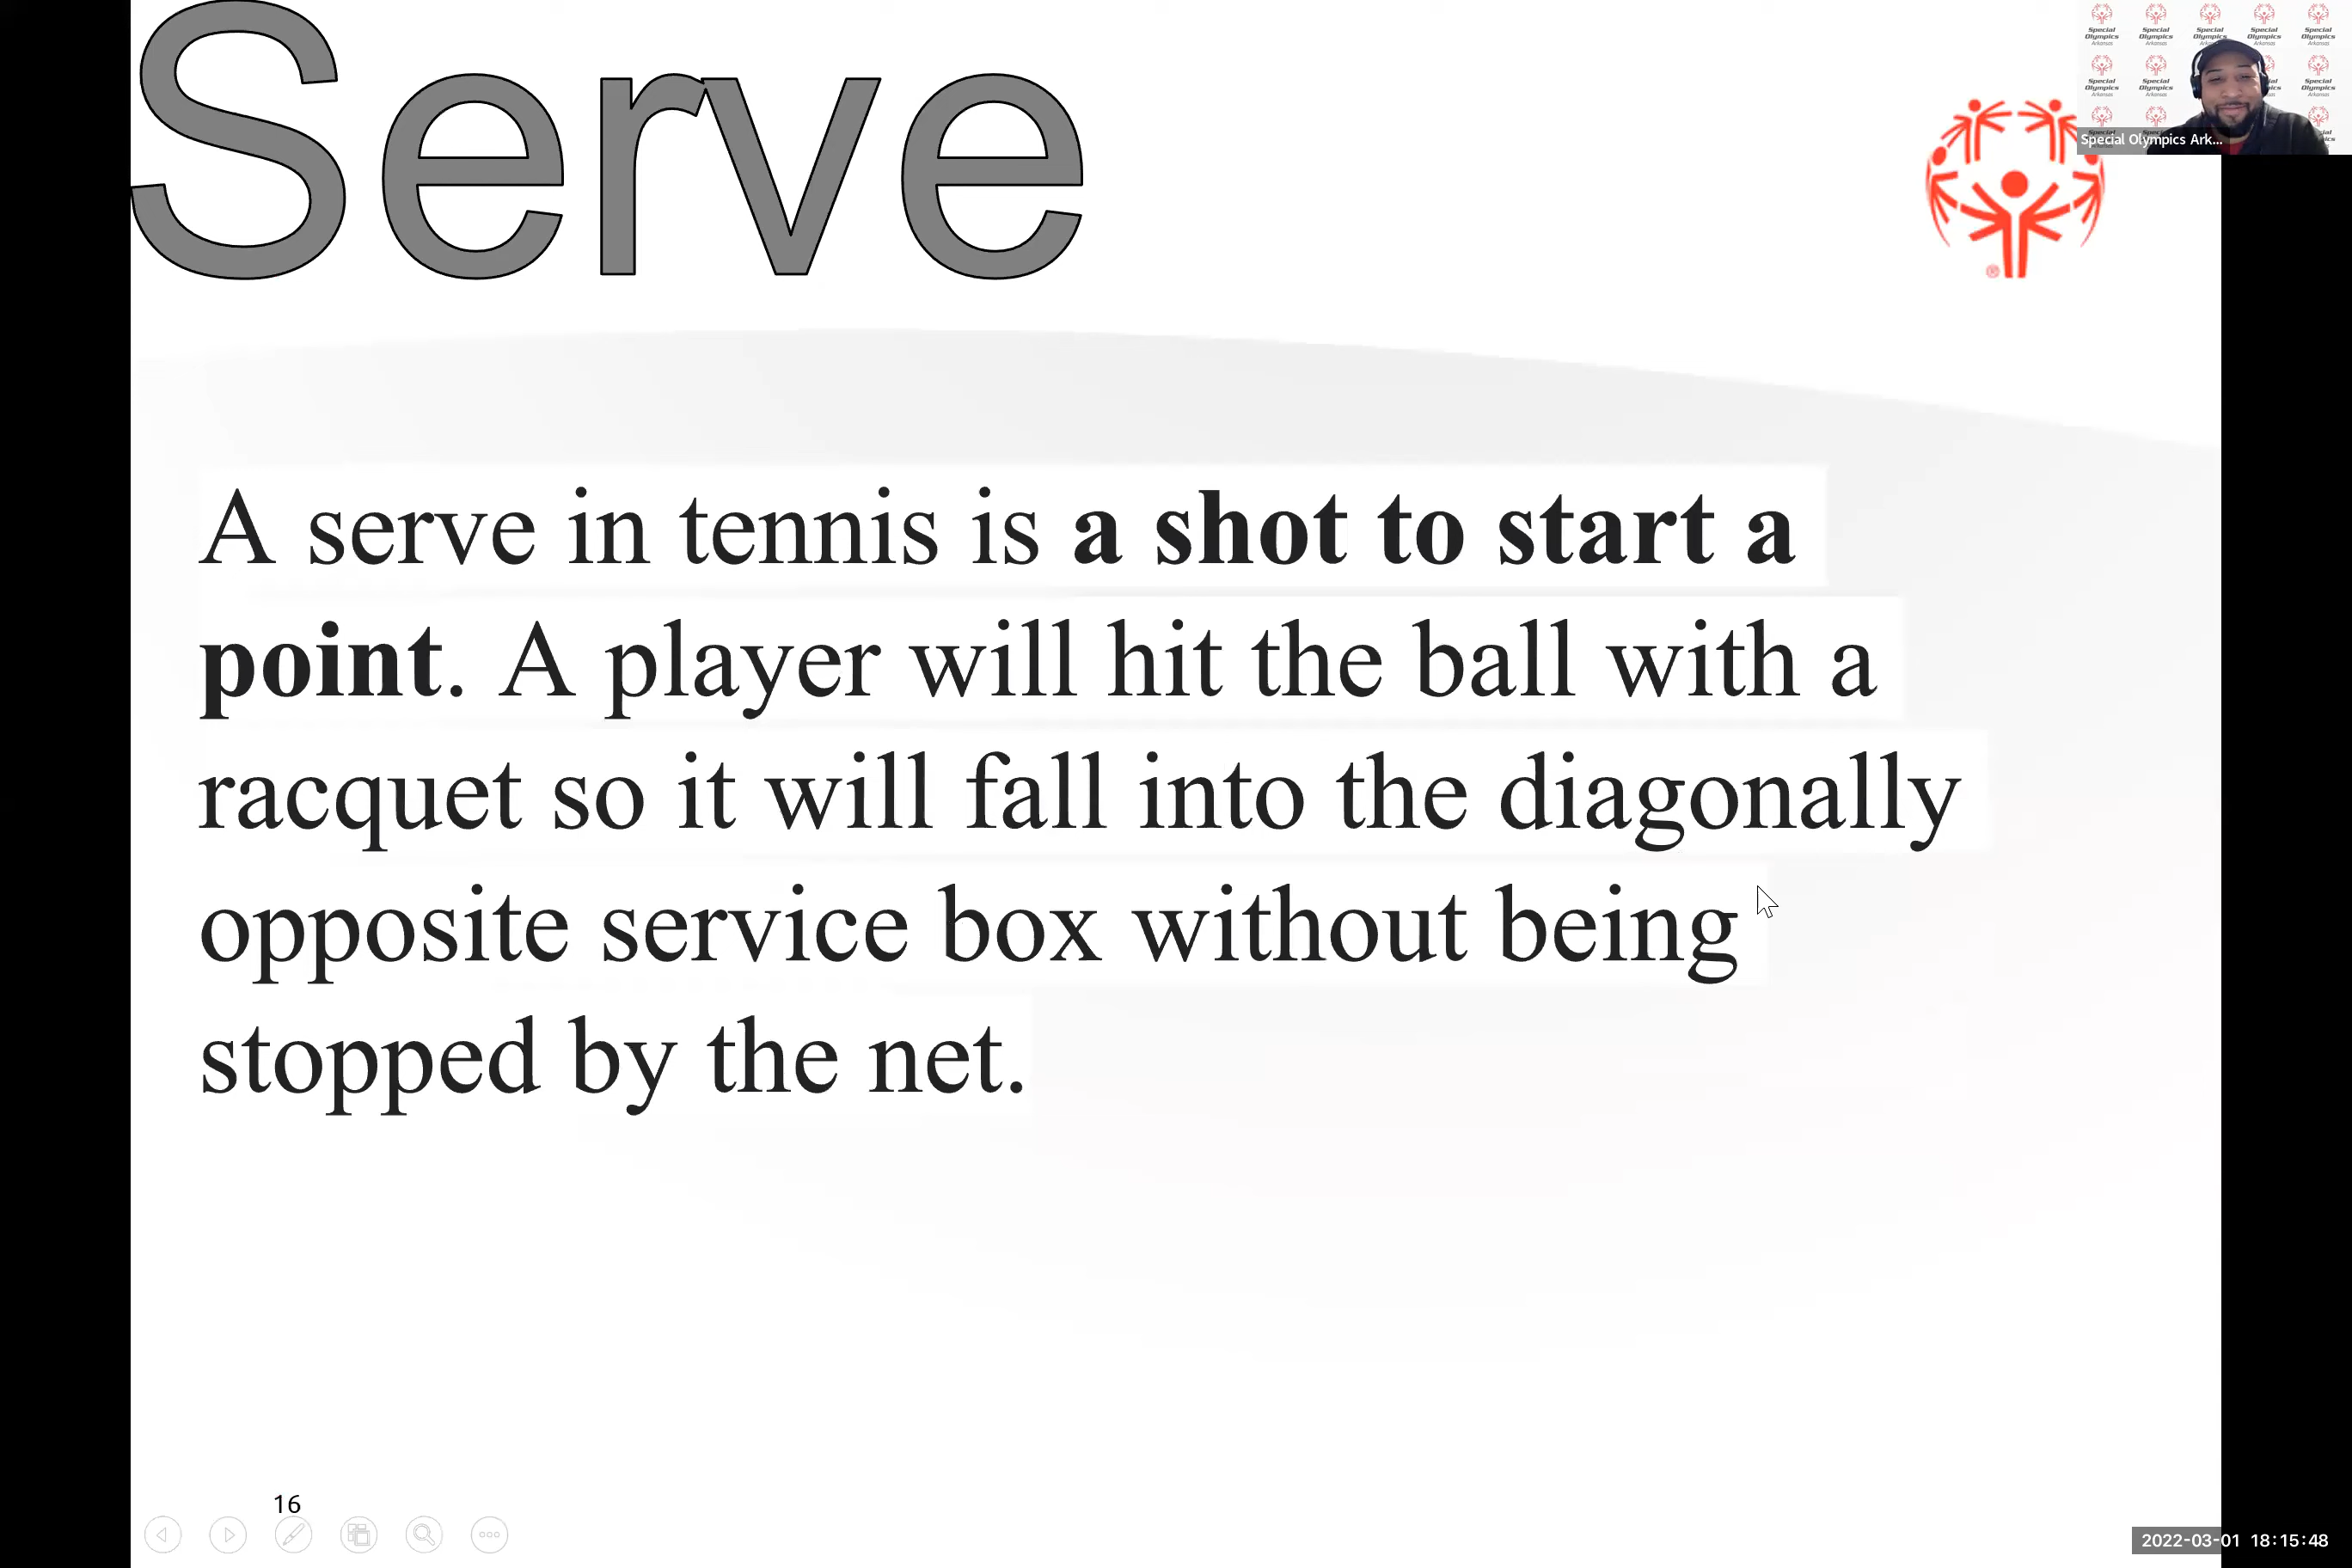 Serve
Special Olympics Ark...
A serve in tennis is a shot to start a
point. A player will hit the ball with a
racquet so it will fall into the diagonally
opposite service box without being
stopped by the net.
16
2022-03-01 18:15:48